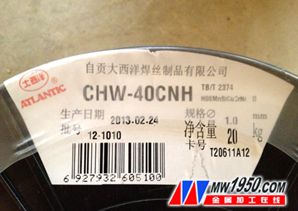 自贡大西洋焊丝制品有限公司
大西洋
ATLANTIC
CHW-40CNH
TB/T 2374
生产日期
2013-02-24
规格∅
1.0
mm
批号
12-1010
净含量
20
Kg
卡号
T20611A12
6 927932 605100
MW1950.com
金属加工在线